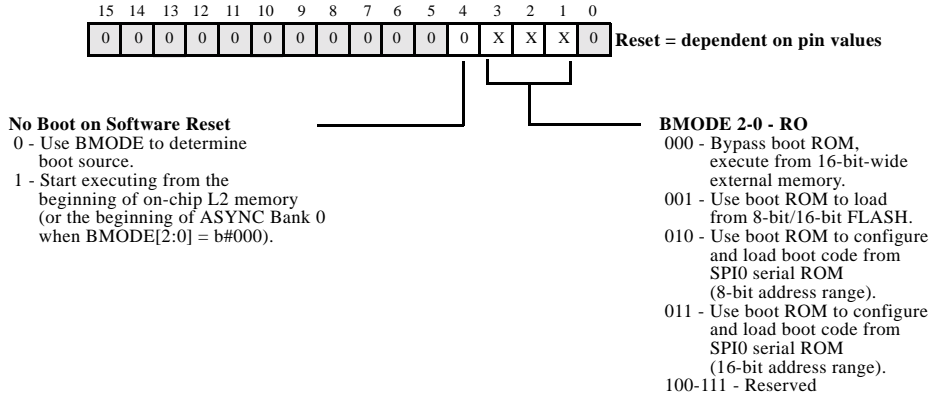 15 14 13 12 11 10 9 8 7 6 5 4 3 2 1 0
0 0 0 0 0 0 0 0 0 0 0 0 X X X 0 Reset = dependent on pin values
No Boot on Software Reset
0 - Use BMODE to determine
boot source.
1 - Start executing from the
beginning of on-chip L2 memory
(or the beginning of ASYNC Bank 0
when BMODE[2:0] = b#000).
BMODE 2-0 - RO
000 - Bypass boot ROM,
execute from 16-bit-wide
external memory.
001 - Use boot ROM to load
from 8-bit/16-bit FLASH.
010 - Use boot ROM to configure
and load boot code from
SPI0 serial ROM
(8-bit address range).
011 - Use boot ROM to configure
and load boot code from
SPI0 serial ROM
(16-bit address range).
100-111 - Reserved